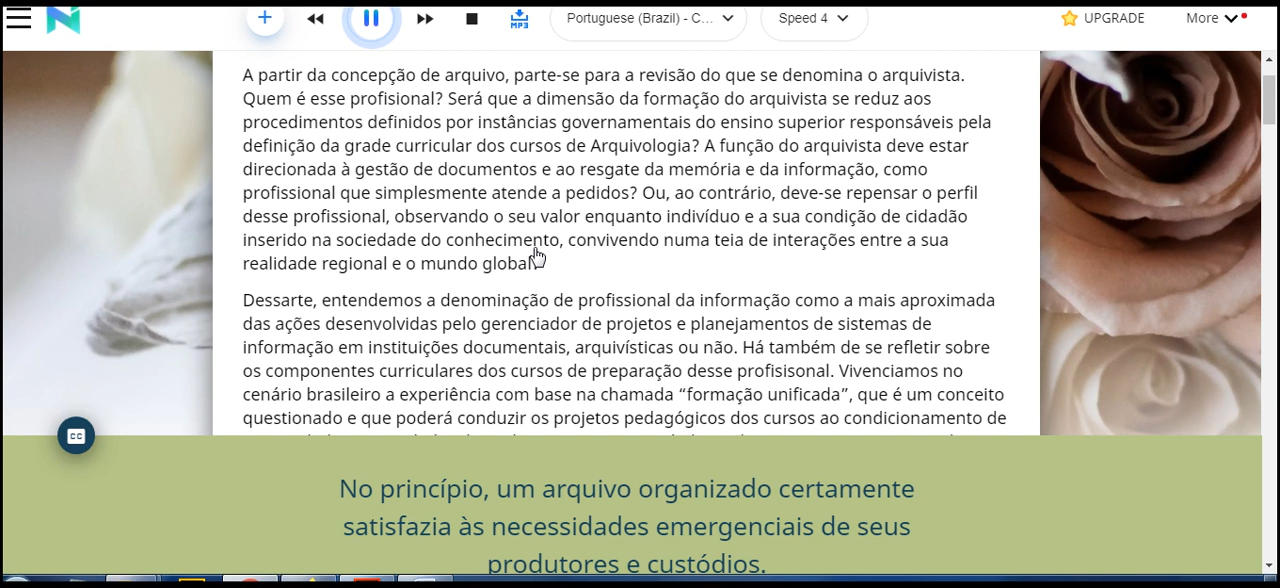 MP3
Portuguese (Brazil) - C...
Speed 4
UPGRADE
More
A partir da concepção de arquivo, parte-se para a revisão do que se denomina o arquivista.
Quem é esse profisional? Será que a dimensão da formação do arquivista se reduz aos
procedimentos definidos por instâncias governamentais do ensino superior responsáveis pela
definição da grade curricular dos cursos de Arquivologia? A função do arquivista deve estar
direcionada à gestão de documentos e ao resgate da memória e da informação, como
profissional que simplesmente atende a pedidos? Ou, ao contrário, deve-se repensar o perfil
desse profissional, observando o seu valor enquanto indivíduo e a sua condição de cidadão
inserido na sociedade do conhecimento, convivendo numa teia de interações entre a sua
realidade regional e o mundo global.
Dessarte, entendemos a denominação de profissional da informação como a mais aproximada
das ações desenvolvidas pelo gerenciador de projetos e planejamentos de sistemas de
informação em instituições documentais, arquivísticas ou não. Há também de se refletir sobre
os componentes curriculares dos cursos de preparação desse profisisonal. Vivenciamos no
cenário brasileiro a experiência com base na chamada “formação unificada”, que é um conceito
questionado e que poderá conduzir os projetos pedagógicos dos cursos ao condicionamento de
CC
No princípio, um arquivo organizado certamente
satisfazia às necessidades emergenciais de seus
produtores e custódios.